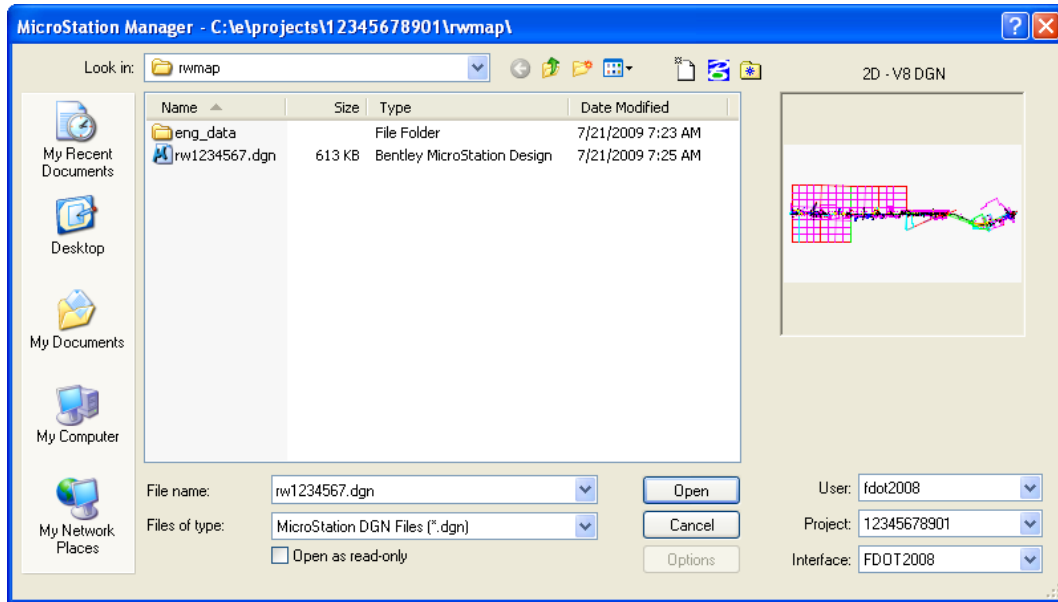 MicroStation Manager - C:\e\projects\12345678901\rwmap\
Look in: rwmap
2D - V8 DGN
Name Size Type Date Modified
eng_data File Folder 7/21/2009 7:23 AM
rw1234567.dgn 613 KB Bentley MicroStation Design 7/21/2009 7:25 AM
My Recent
Documents
Desktop
My Documents
My Computer
My Network
Places
File name: rw1234567.dgn Open
Files of type: MicroStation DGN Files (*.dgn) Cancel
Open as read-only Options
User: fdot2008
Project: 12345678901
Interface: FDOT2008